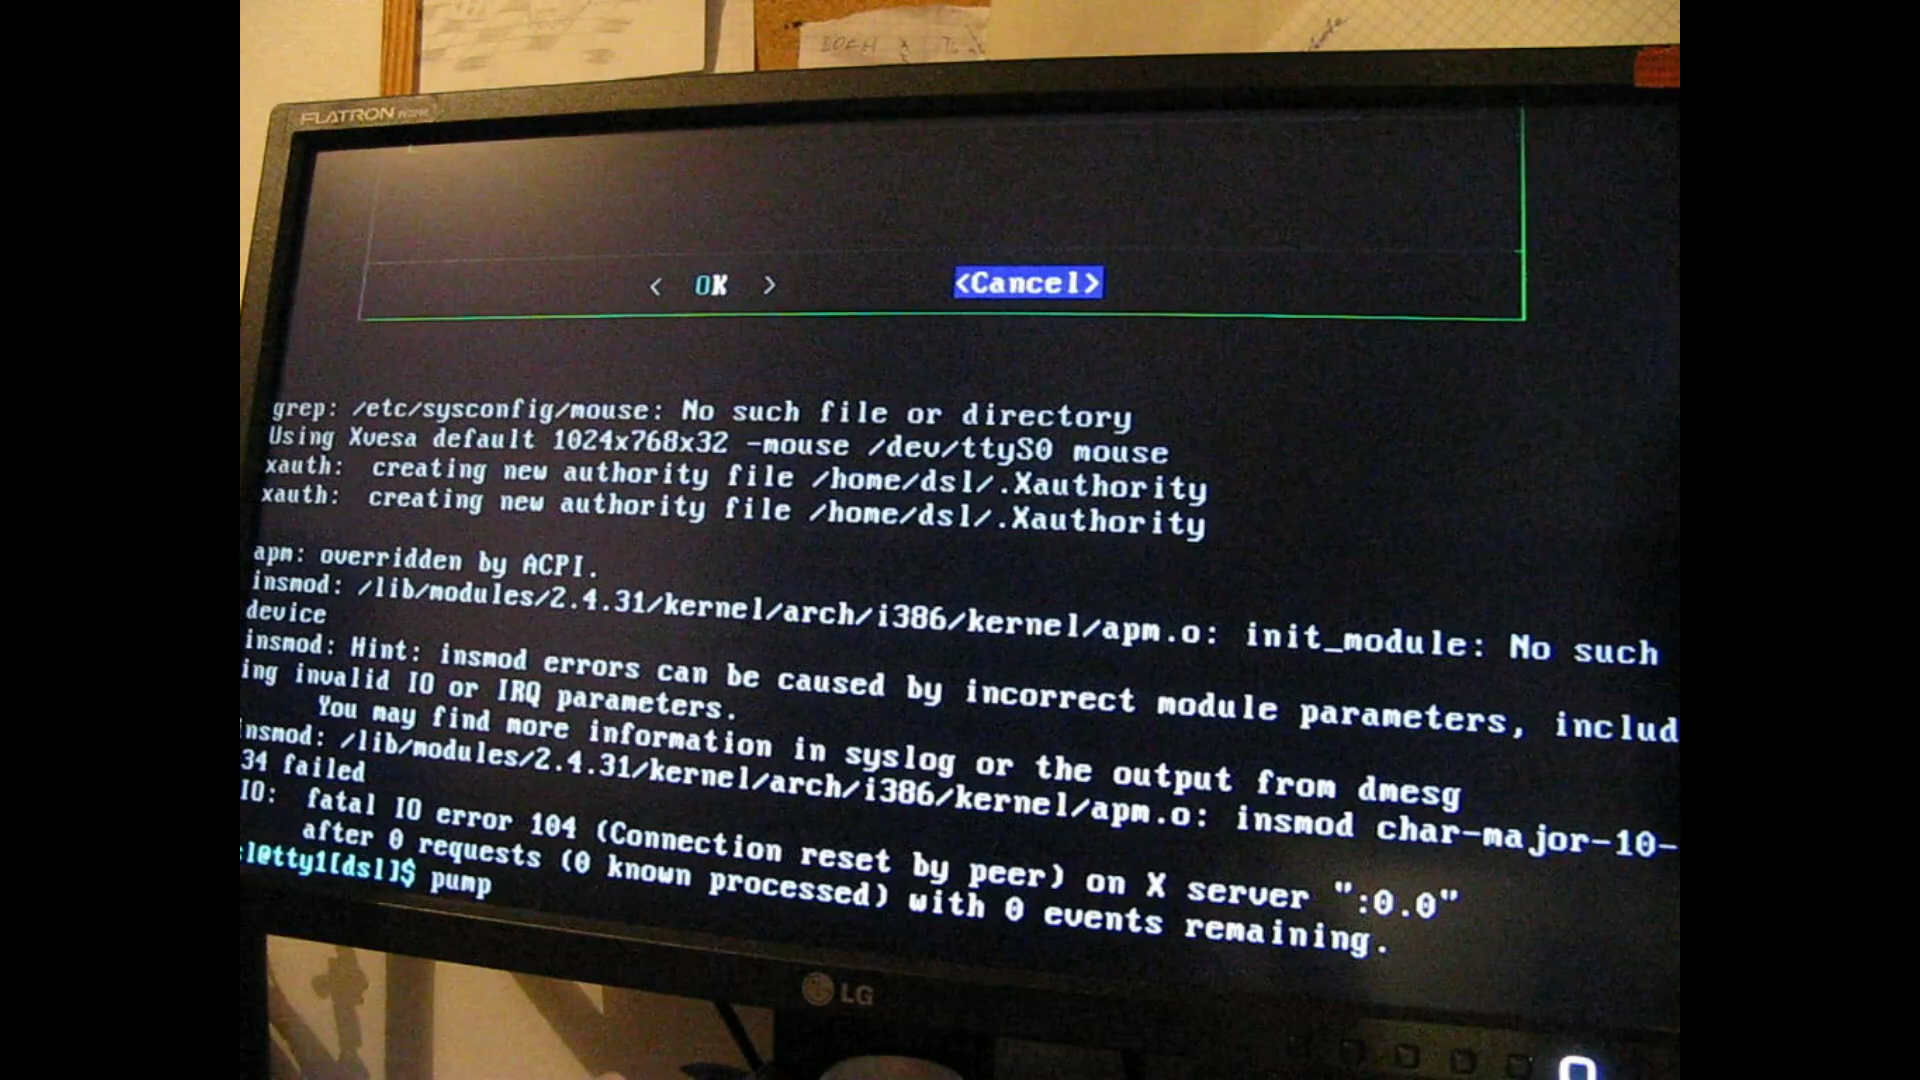 BOFH
FLATRON
< OK > <Cancel>
grep: /etc/sysconfig/mouse: No such file or directory
Using Xvesa default 1024x768x32 -mouse /dev/ttyS0 mouse
xauth:  creating new authority file /home/dsl/.Xauthority
xauth:  creating new authority file /home/dsl/.Xauthority
apm: overridden by ACPI.
insmod: /lib/modules/2.4.31/kernel/arch/i386/kernel/apm.o: init_module: No such
device
insmod: Hint: insmod errors can be caused by incorrect module parameters, includ
ing invalid IO or IRQ parameters.
You may find more information in syslog or the output from dmesg
nsmod: /lib/modules/2.4.31/kernel/arch/i386/kernel/apm.o: insmod char-major-10-
34 failed
IO:  fatal IO error 104 (Connection reset by peer) on X server ":0.0"
after 0 requests (0 known processed) with 0 events remaining.
sl@tty1[dsl]$ pump
LG